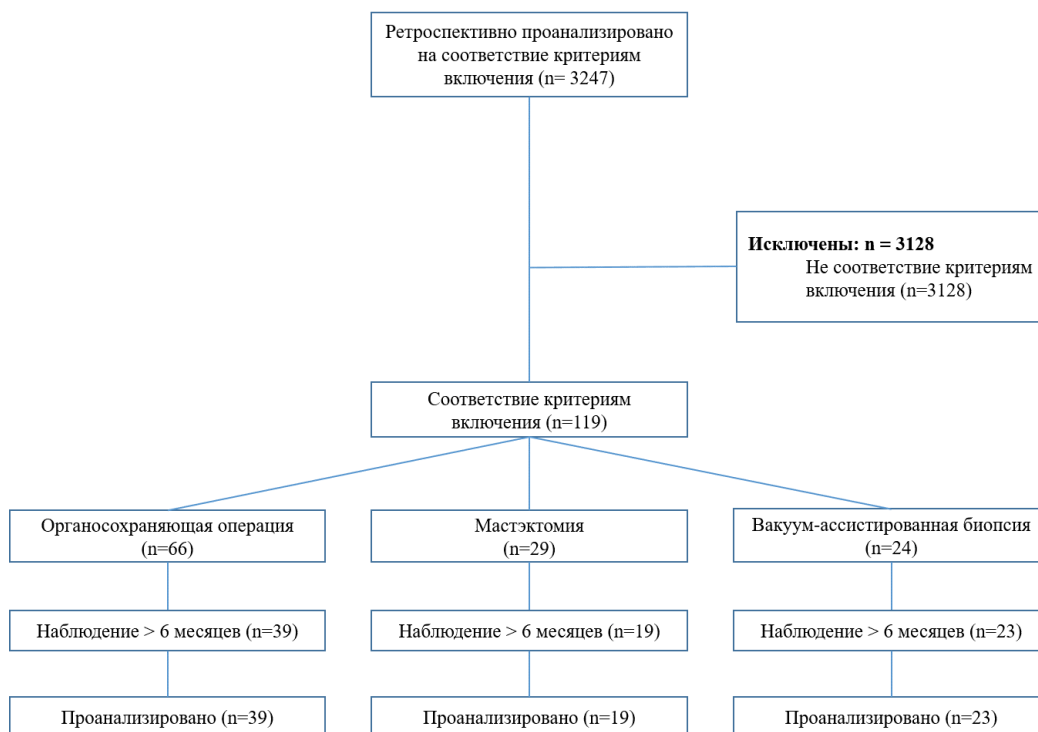 Ретроспективно проанализировано
на соответствие критериям
включения (n= 3247)
Исключены: n = 3128
Не соответствие критериям
включения (n=3128)
Соответствие критериям
включения (n=119)
Органосохраняющая операция
(n=66)
Мастэктомия
(n=29)
Вакуум-ассистированная биопсия
(n=24)
Наблюдение > 6 месяцев (n=39)
Наблюдение > 6 месяцев (n=19)
Наблюдение > 6 месяцев (n=23)
Проанализировано (n=39)
Проанализировано (n=19)
Проанализировано (n=23)